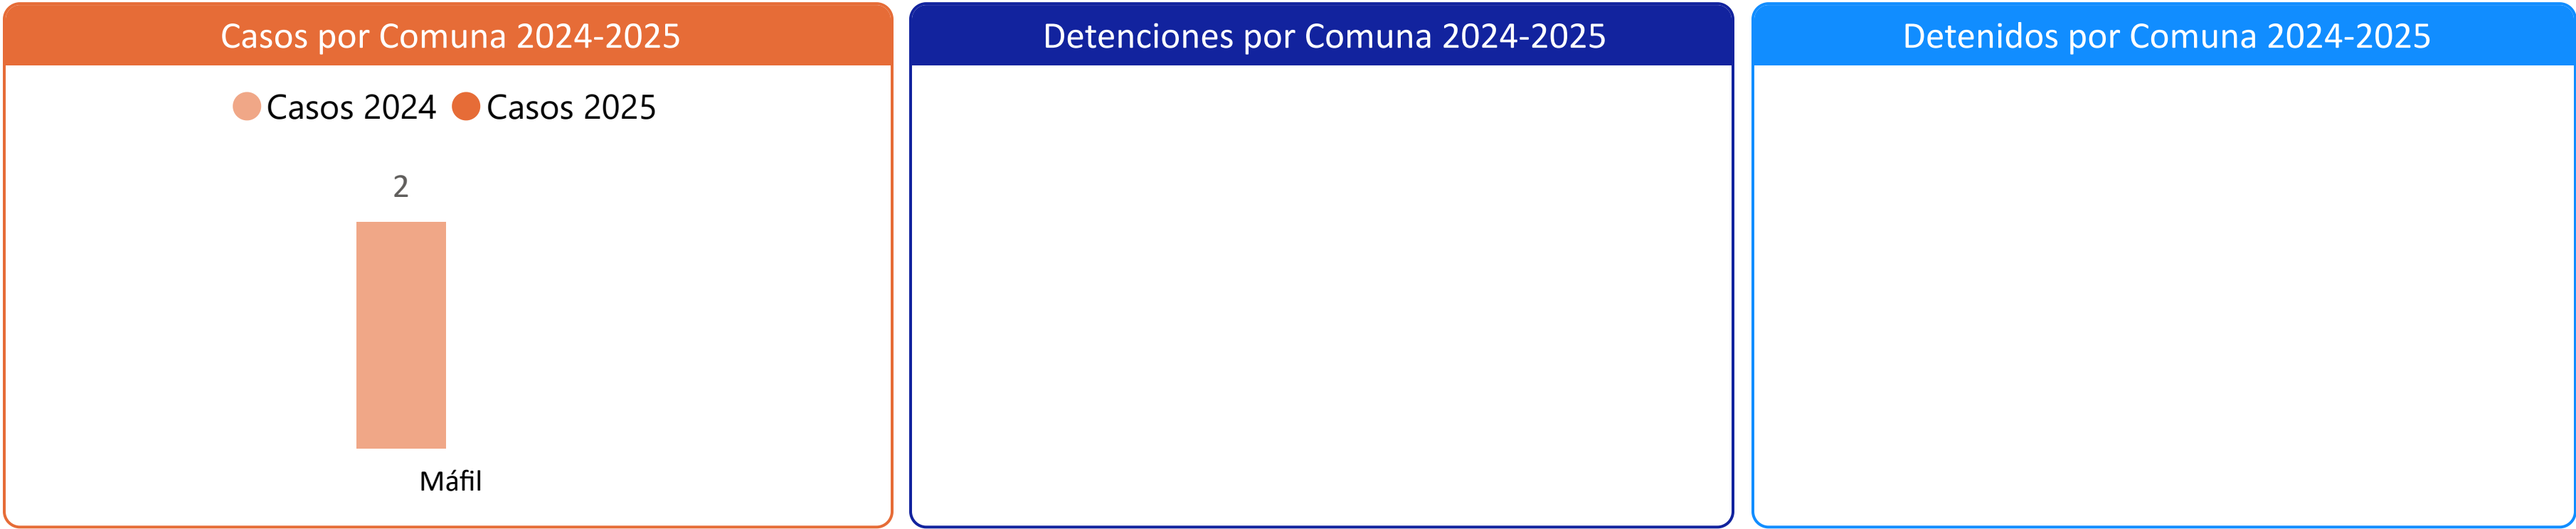 Casos por Comuna 2024-2025
Casos 2024 Casos 2025
2
Máfil
Detenciones por Comuna 2024-2025
Detenidos por Comuna 2024-2025